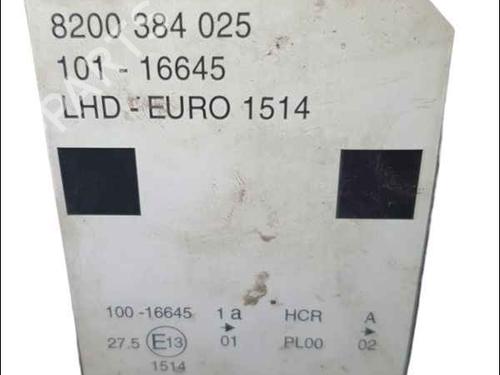 8200 384 025
101 - 16645
LHD - EURO 1514
100 -16645 1 a HCR A
27.5 E13 01 PL00 02
1514